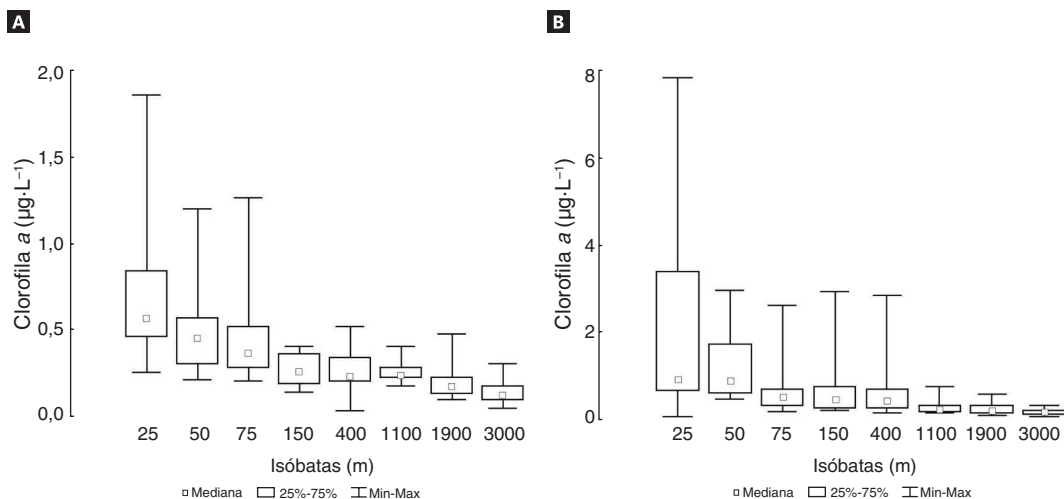 A
Clorofila a (µg·L⁻¹)
2,0
1,5
1,0
0,5
0,0
25 50 75 150 400 1100 1900 3000
Isóbatas (m)
Mediana 25%-75% Min-Max
B
Clorofila a (µg·L⁻¹)
8
6
4
2
0
25 50 75 150 400 1100 1900 3000
Isóbatas (m)
Mediana 25%-75% Min-Max